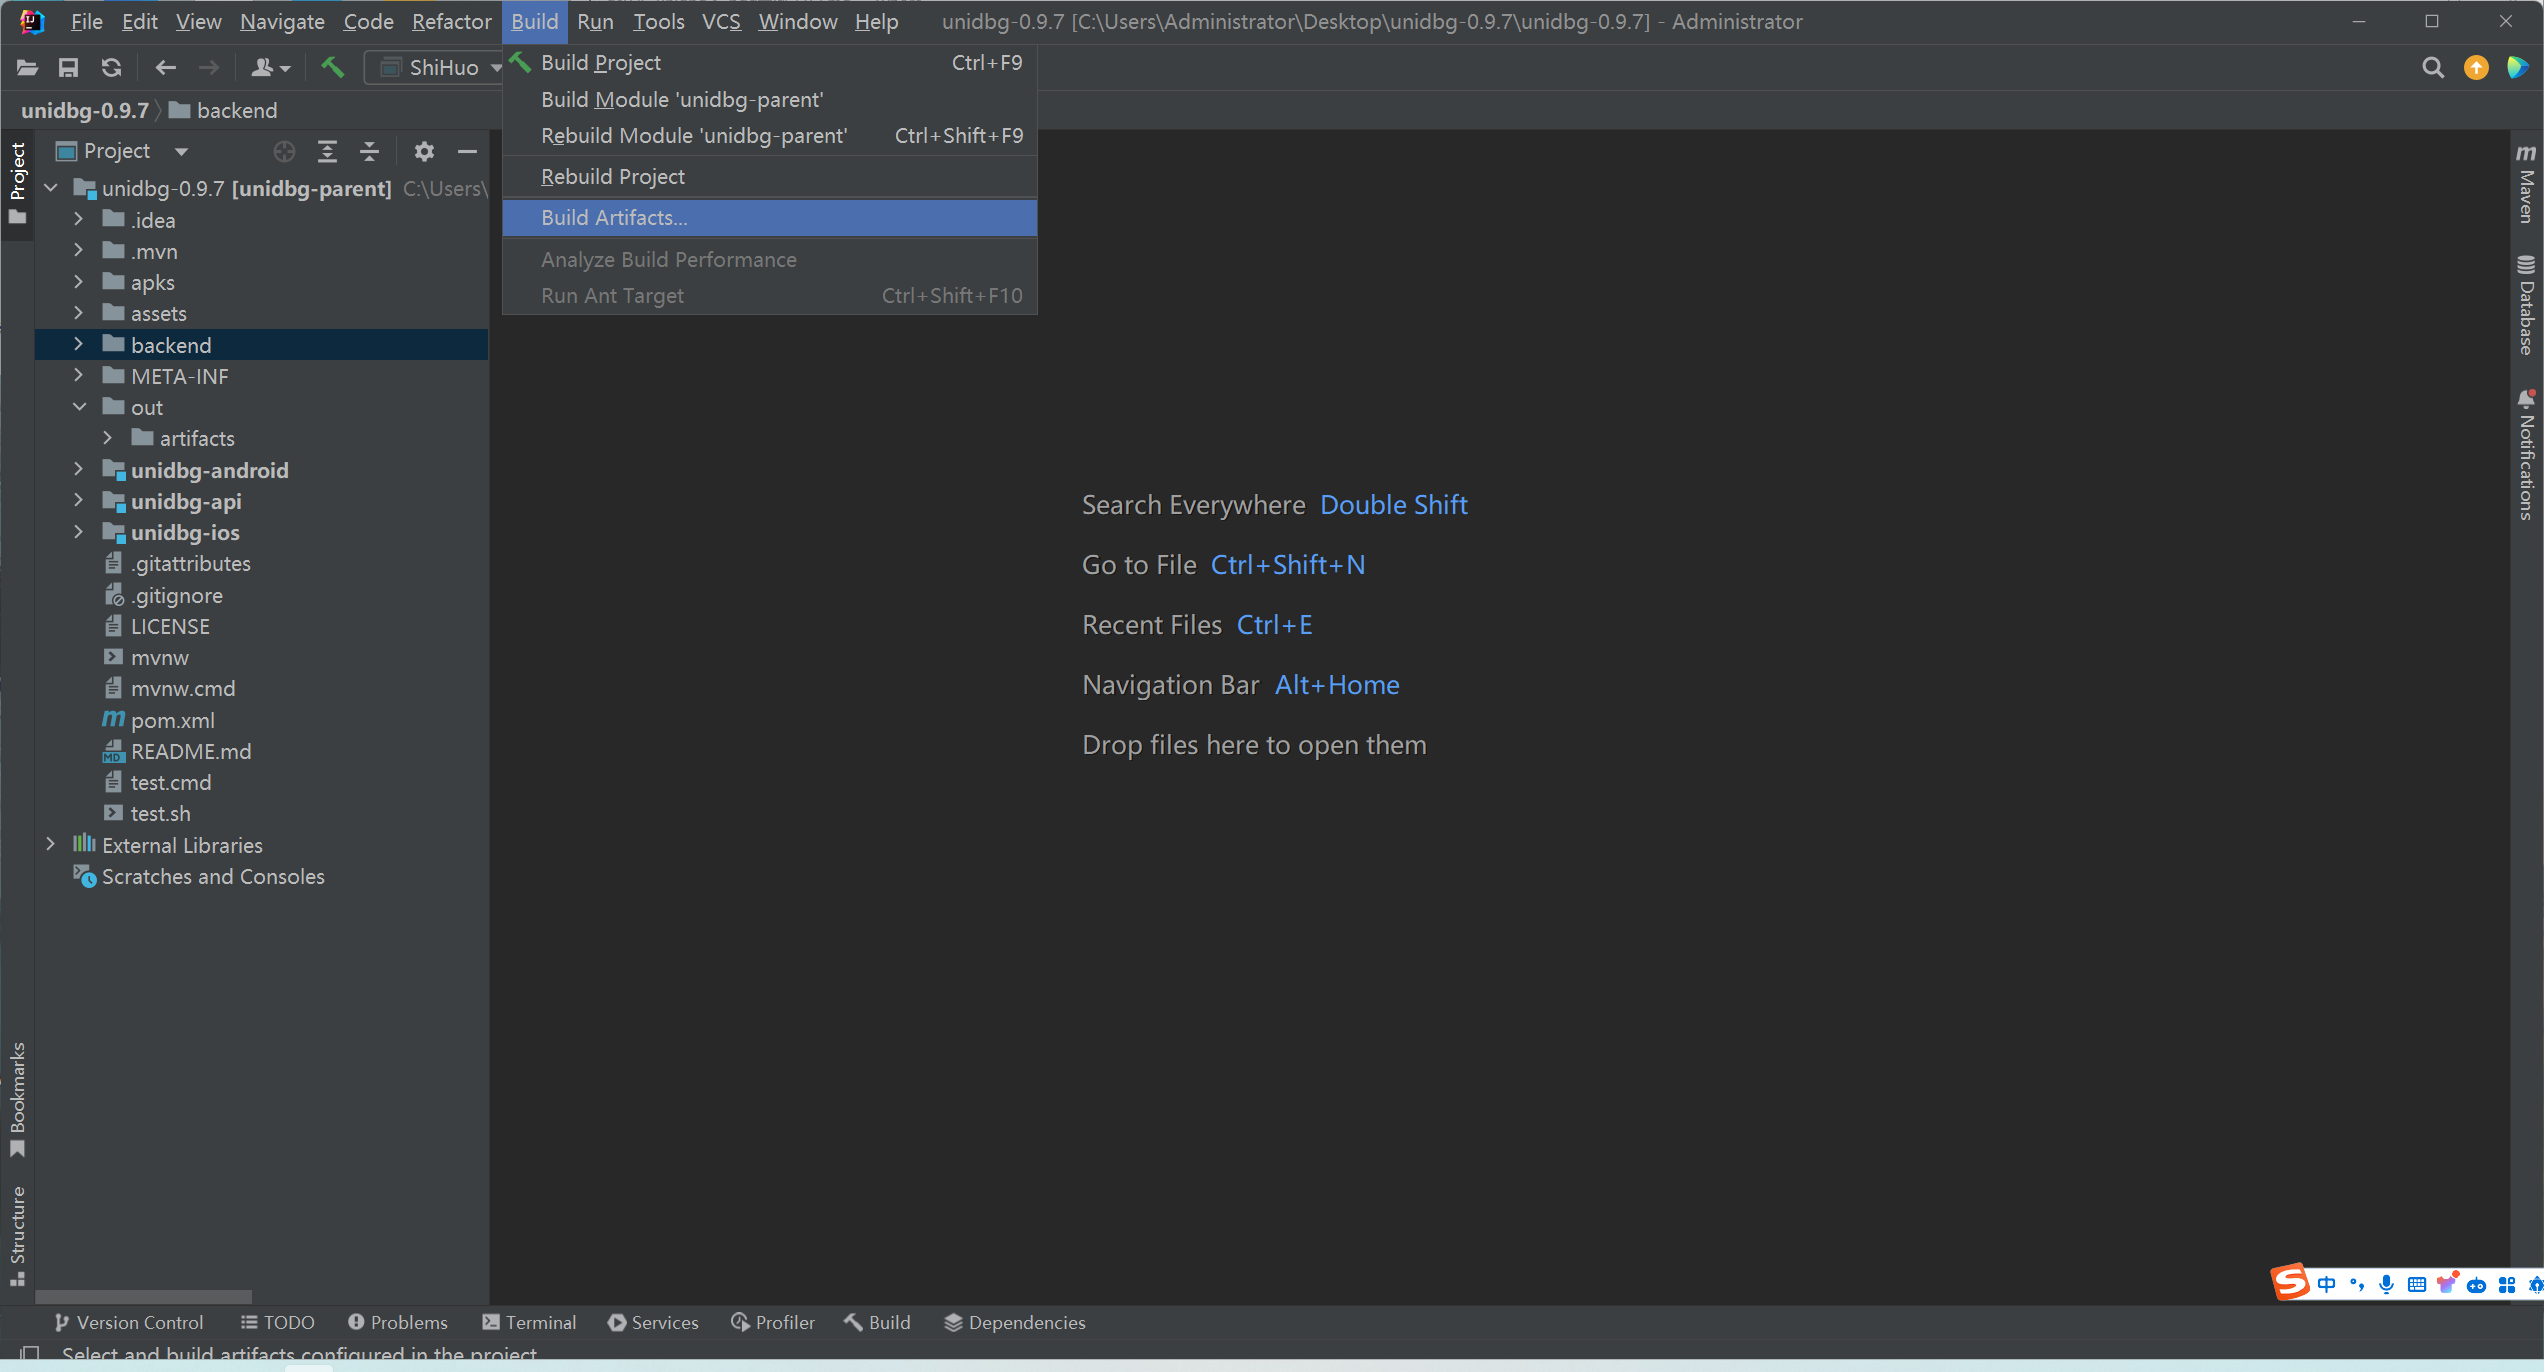 File Edit View Navigate Code Refactor Build Run Tools VCS Window Help unidbg-0.9.7 [C:\Users\Administrator\Desktop\unidbg-0.9.7\unidbg-0.9.7] - Administrator
ShiHuo
Build Project Ctrl+F9
Build Module 'unidbg-parent'
Rebuild Module 'unidbg-parent' Ctrl+Shift+F9
Rebuild Project
Build Artifacts...
Analyze Build Performance
Run Ant Target Ctrl+Shift+F10
unidbg-0.9.7 backend
Project
Project
unidbg-0.9.7 [unidbg-parent] C:\Users\
.idea
.mvn
apks
assets
backend
META-INF
out
artifacts
unidbg-android
unidbg-api
unidbg-ios
.gitattributes
.gitignore
LICENSE
mvnw
mvnw.cmd
pom.xml
README.md
test.cmd
test.sh
External Libraries
Scratches and Consoles
Search Everywhere Double Shift
Go to File Ctrl+Shift+N
Recent Files Ctrl+E
Navigation Bar Alt+Home
Drop files here to open them
Maven
Database
Notifications
Bookmarks
Structure
中
Version Control TODO Problems Terminal Services Profiler Build Dependencies
Select and build artifacts configured in the project